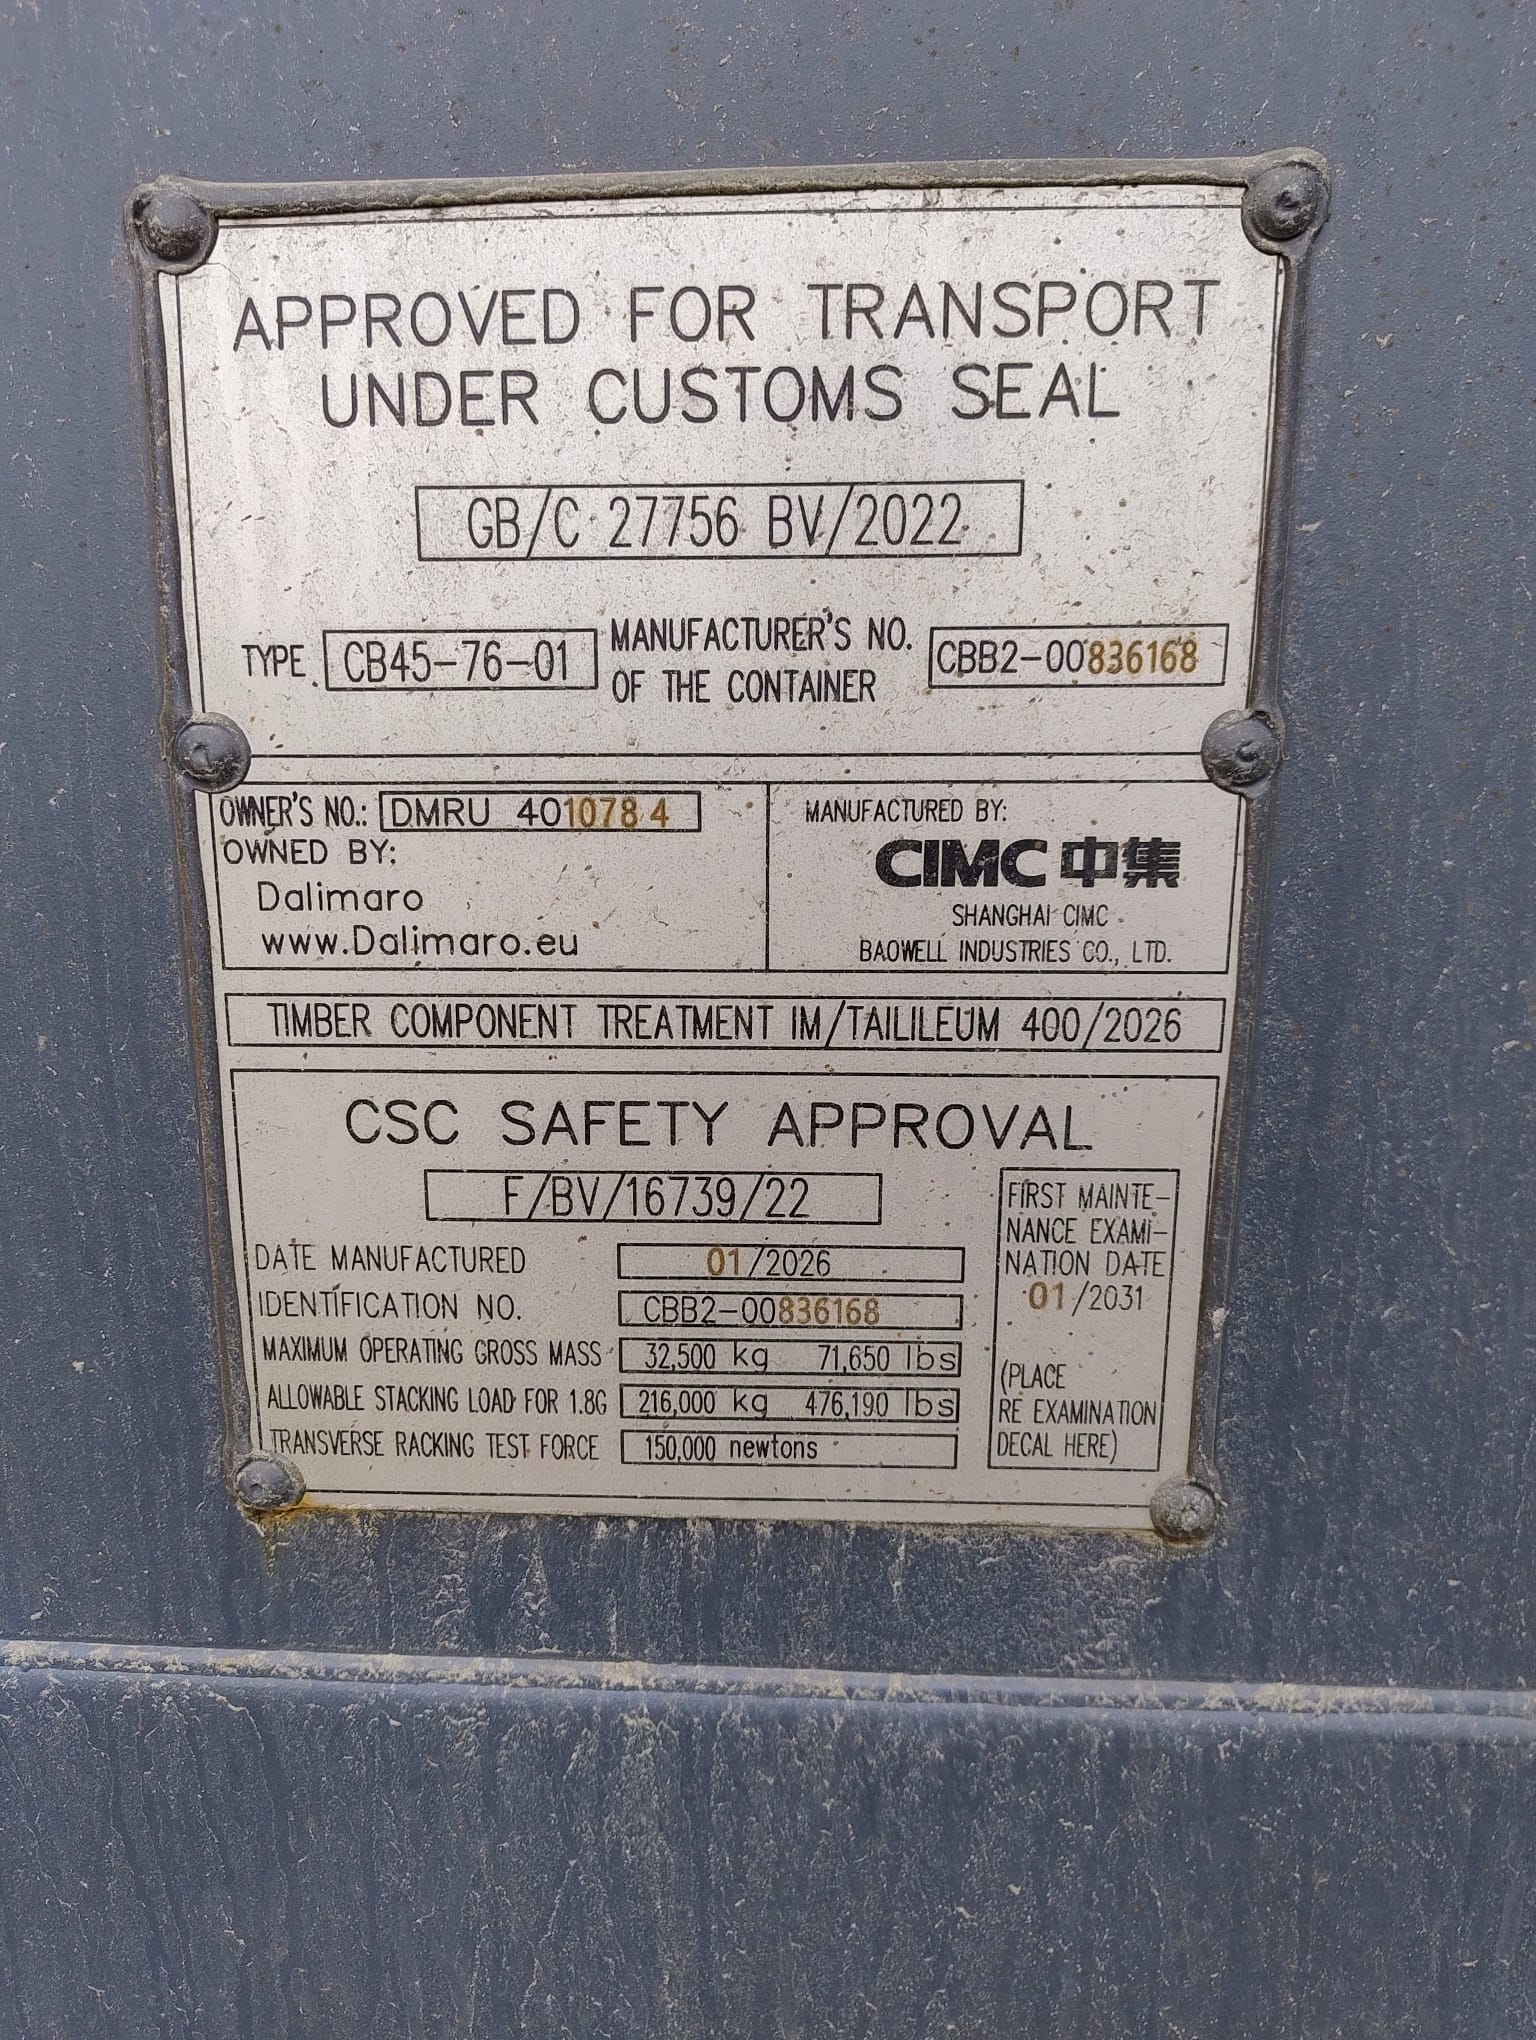 APPROVED FOR TRANSPORT
UNDER CUSTOMS SEAL
GB/C 27756 BV/2022
TYPE CB45-76-01
MANUFACTURER'S NO.
OF THE CONTAINER
CBB2-00836168
OWNER'S NO.: DMRU 4010784
OWNED BY:
Dalimaro
www.Dalimaro.eu
MANUFACTURED BY:
CIMC 中集
SHANGHAI CIMC
BAOWELL INDUSTRIES CO., LTD.
TIMBER COMPONENT TREATMENT IM/TAILILEUM 400/2026
CSC SAFETY APPROVAL
F/BV/16739/22
DATE MANUFACTURED 01/2026
IDENTIFICATION NO. CBB2-00836168
MAXIMUM OPERATING GROSS MASS 32,500 kg 71,650 lbs
ALLOWABLE STACKING LOAD FOR 1.8G 216,000 kg 476,190 lbs
TRANSVERSE RACKING TEST FORCE 150,000 newtons
FIRST MAINTE-
NANCE EXAMI-
NATION DATE
01/2031
(PLACE
RE EXAMINATION
DECAL HERE)